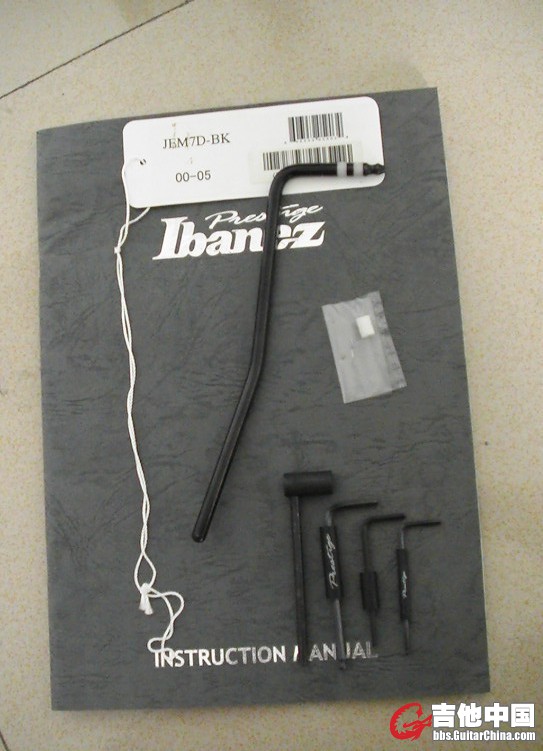 JEM7D-BK
00-05
Prestige
Ibanez
Prestige
Prestige
INSTRUCTION MANUAL
吉他中国
bbs.GuitarChina.com